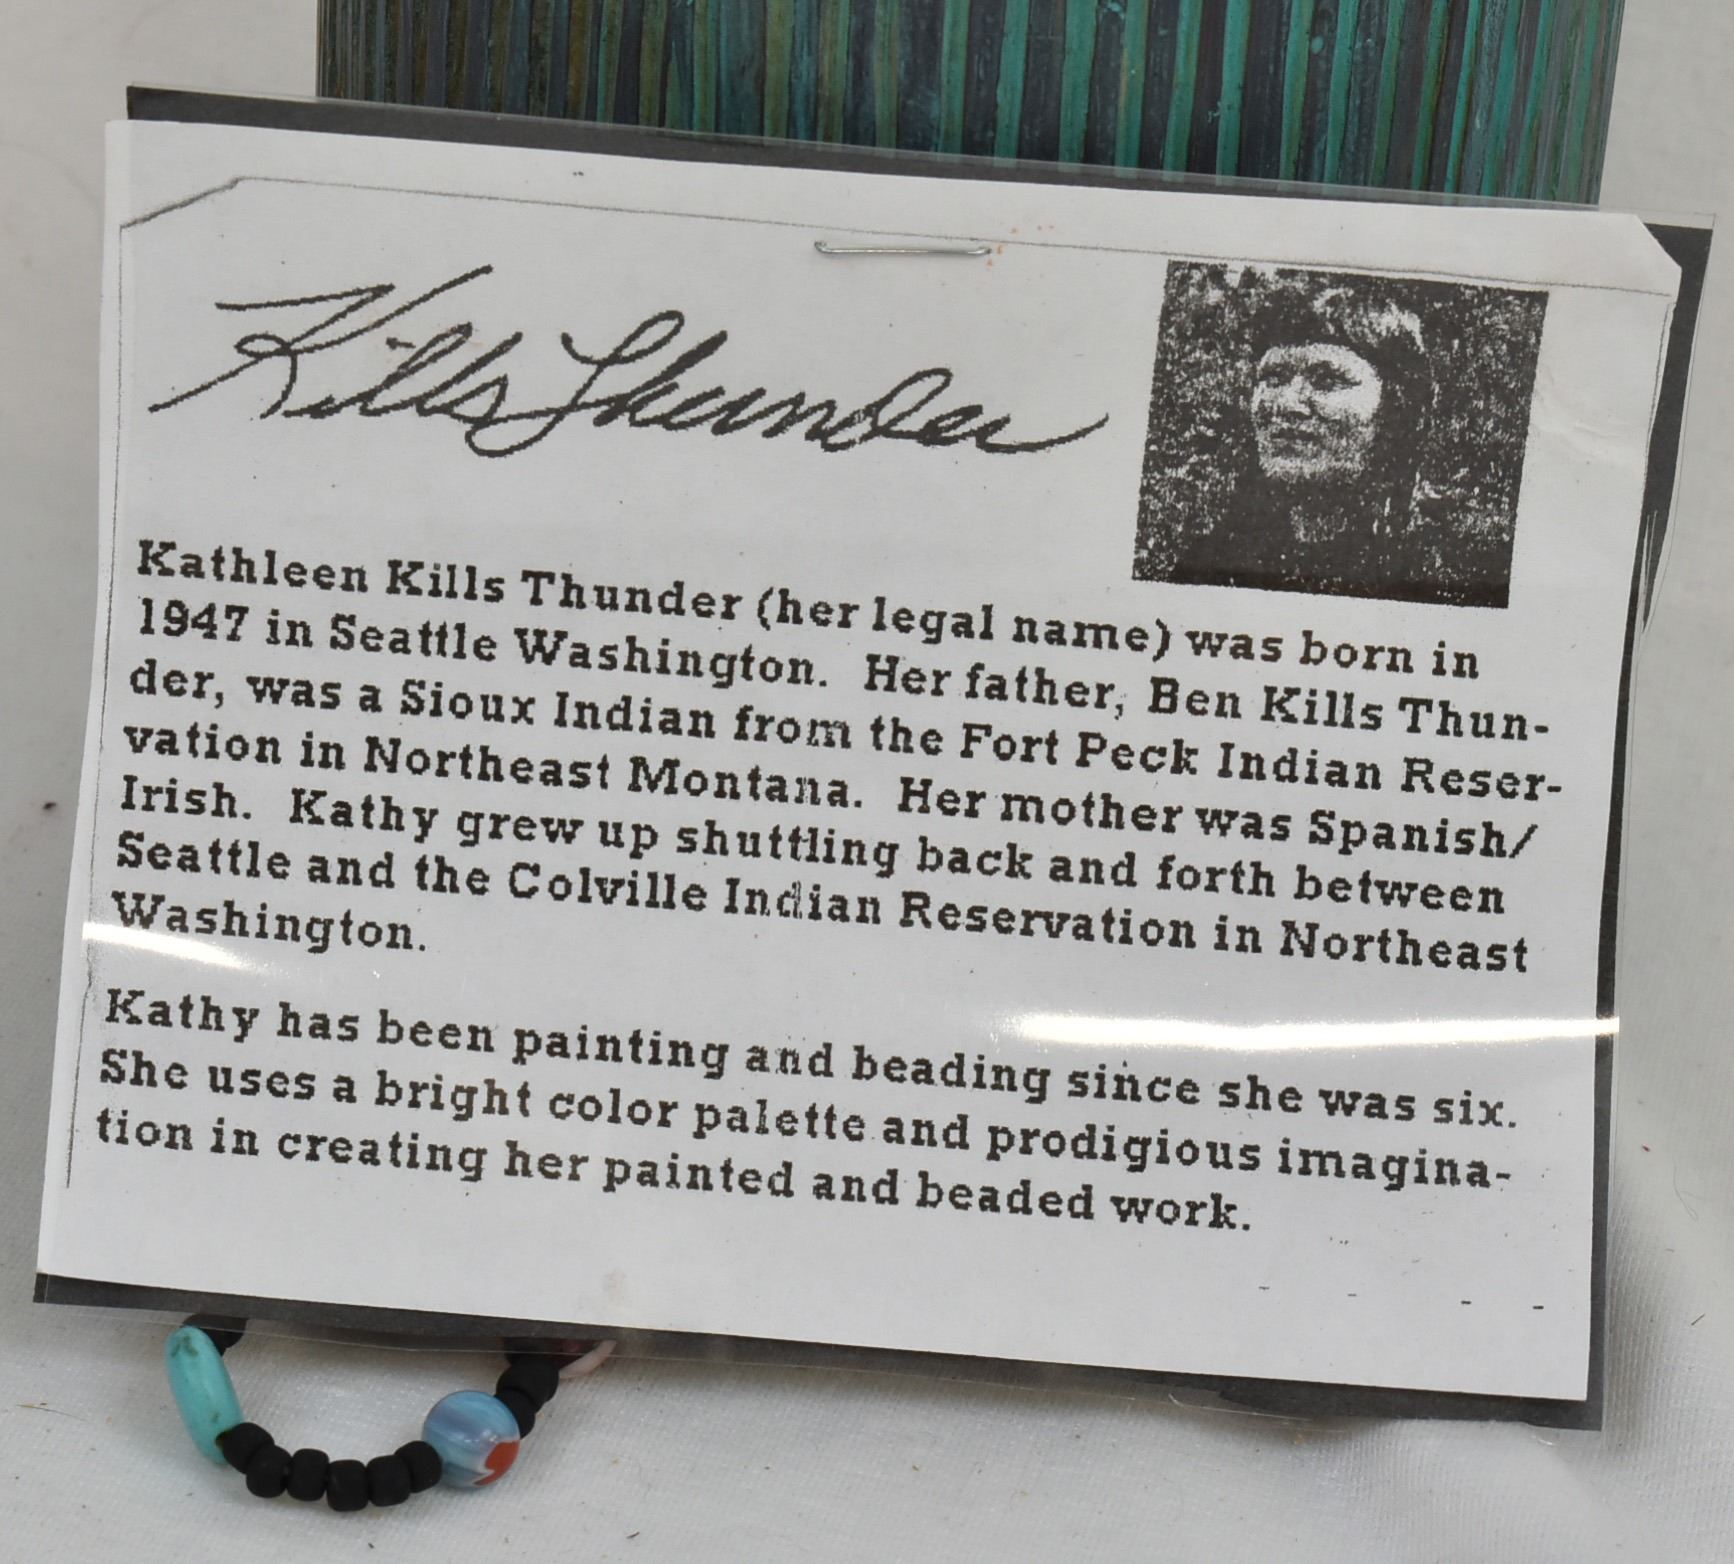 Kills Thunder
Kathleen Kills Thunder (her legal name) was born in
1947 in Seattle Washington. Her father, Ben Kills Thun-
der, was a Sioux Indian from the Fort Peck Indian Reser-
vation in Northeast Montana. Her mother was Spanish/
Irish. Kathy grew up shuttling back and forth between
Seattle and the Colville Indian Reservation in Northeast
Washington.
Kathy has been painting and beading since she was six.
She uses a bright color palette and prodigious imagina-
tion in creating her painted and beaded work.